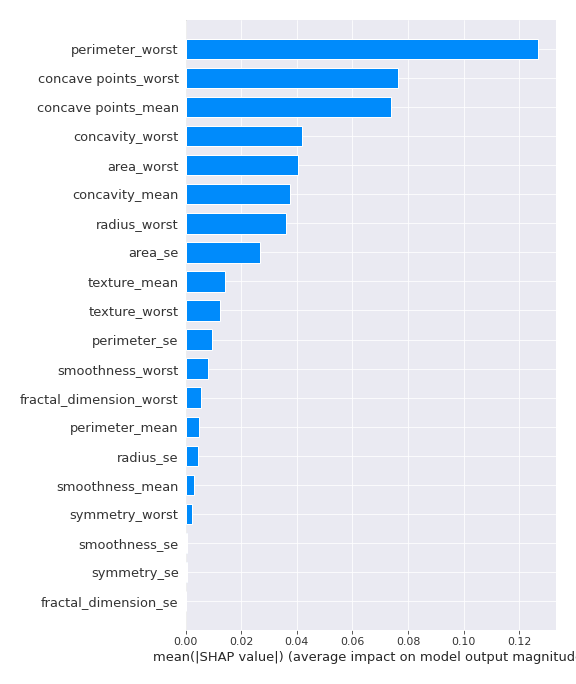 perimeter_worst
concave points_worst
concave points_mean
concavity_worst
area_worst
concavity_mean
radius_worst
area_se
texture_mean
texture_worst
perimeter_se
smoothness_worst
fractal_dimension_worst
perimeter_mean
radius_se
smoothness_mean
symmetry_worst
smoothness_se
symmetry_se
fractal_dimension_se
0.00 0.02 0.04 0.06 0.08 0.10 0.12
mean(|SHAP value|) (average impact on model output magnitud